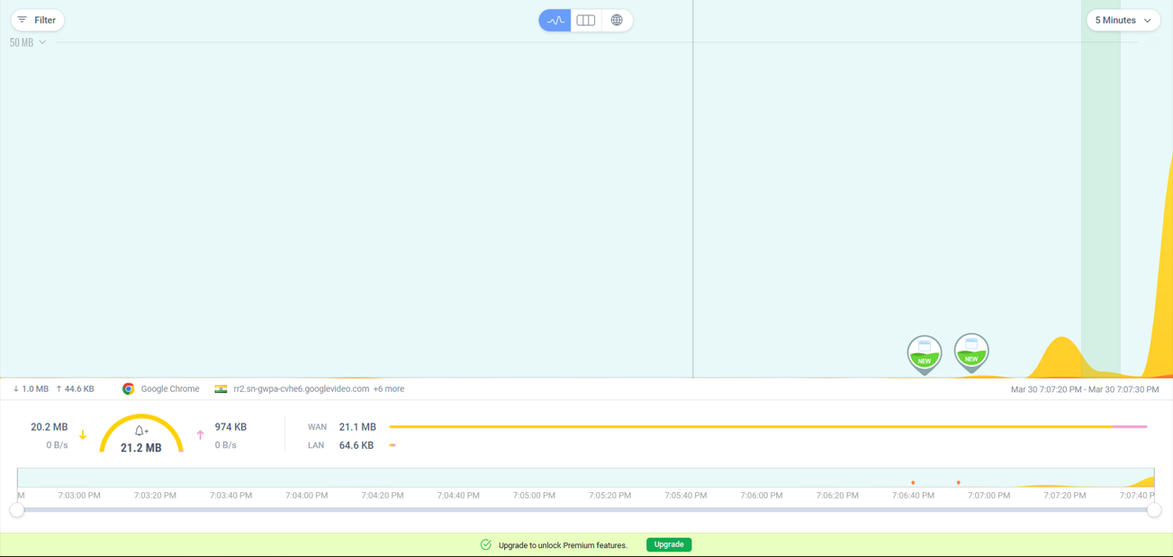 Filter
5 Minutes
50 MB
NEW NEW
1.0 MB 44.6 KB Google Chrome rr2.sn-gwpa-cvhe6.googlevideo.com +6 more Mar 30 7:07:20 PM - Mar 30 7:07:30 PM
20.2 MB 974 KB WAN 21.1 MB
0 B/s 21.2 MB 0 B/s LAN 64.6 KB
M 7:03:00 PM 7:03:20 PM 7:03:40 PM 7:04:00 PM 7:04:20 PM 7:04:40 PM 7:05:00 PM 7:05:20 PM 7:05:40 PM 7:06:00 PM 7:06:20 PM 7:06:40 PM 7:07:00 PM 7:07:20 PM 7:07:40 P
Upgrade to unlock Premium features. Upgrade